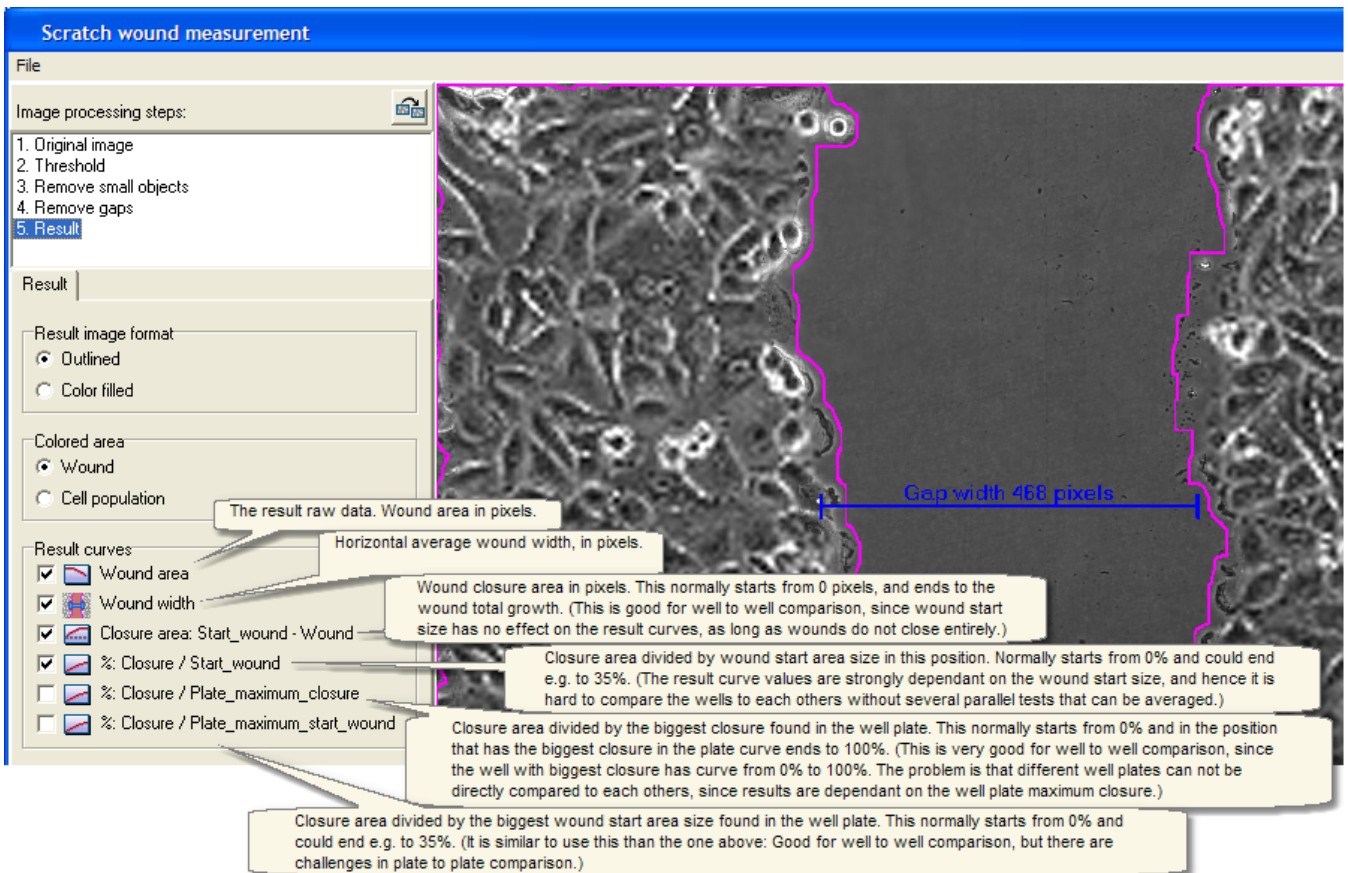 Scratch wound measurement
File
Image processing steps:
1. Original image
2. Threshold
3. Remove small objects
4. Remove gaps
5. Result
Result
Result image format
Outlined
Color filled
Colored area
Wound
Cell population
Gap width 468 pixels
The result raw data. Wound area in pixels.
Result curves
Horizontal average wound width, in pixels.
Wound area
Wound width
Wound closure area in pixels. This normally starts from 0 pixels, and ends to the
wound total growth. (This is good for well to well comparison, since wound start
size has no effect on the result curves, as long as wounds do not close entirely.)
Closure area: Start_wound - Wound
%: Closure / Start_wound
Closure area divided by wound start area size in this position. Normally starts from 0% and could end
e.g. to 35%. (The result curve values are strongly dependant on the wound start size, and hence it is
hard to compare the wells to each others without several parallel tests that can be averaged.)
%: Closure / Plate_maximum_closure
%: Closure / Plate_maximum_start_wound
Closure area divided by the biggest closure found in the well plate. This normally starts from 0% and in the position
that has the biggest closure in the plate curve ends to 100%. (This is very good for well to well comparison, since
the well with biggest closure has curve from 0% to 100%. The problem is that different well plates can not be
directly compared to each others, since results are dependant on the well plate maximum closure.)
Closure area divided by the biggest wound start area size found in the well plate. This normally starts from 0% and
could end e.g. to 35%. (It is similar to use this than the one above: Good for well to well comparison, but there are
challenges in plate to plate comparison.)